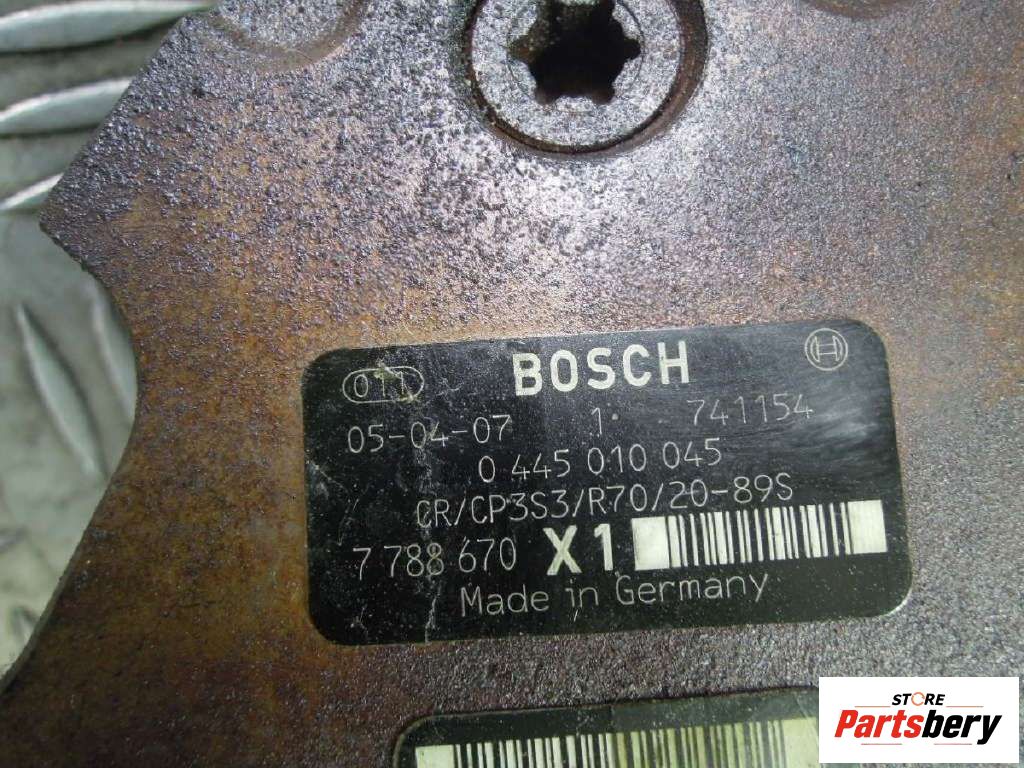 BOSCH
011
05-04-07 1 741154
0 445 010 045
CR/CP3S3/R70/20-89S
7 788 670 X1
Made in Germany
STORE
Partsbery